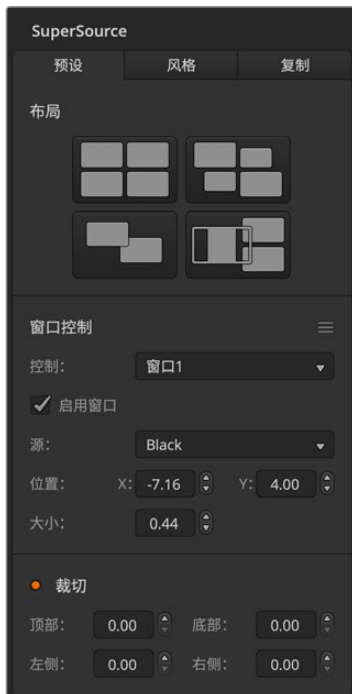 SuperSource
预设 风格 复制
布局
窗口控制
控制： 窗口1
启用窗口
源： Black
位置： X: -7.16 Y: 4.00
大小： 0.44
裁切
顶部： 0.00 底部： 0.00
左侧： 0.00 右侧： 0.00